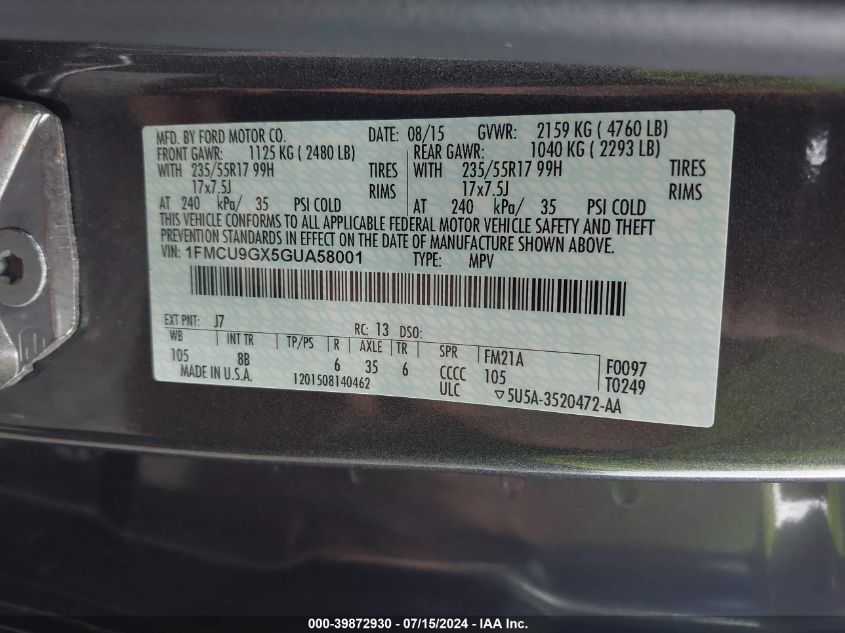 MFD. BY FORD MOTOR CO. DATE: 08/15 GVWR: 2159 KG ( 4760 LB)
FRONT GAWR: 1125 KG ( 2480 LB) REAR GAWR: 1040 KG ( 2293 LB)
WITH 235/55R17 99H TIRES WITH 235/55R17 99H TIRES
17x7.5J RIMS 17x7.5J RIMS
AT 240 kPa/ 35 PSI COLD AT 240 kPa/ 35 PSI COLD
THIS VEHICLE CONFORMS TO ALL APPLICABLE FEDERAL MOTOR VEHICLE SAFETY AND THEFT
PREVENTION STANDARDS IN EFFECT ON THE DATE OF MANUFACTURE SHOWN ABOVE.
VIN: 1FMCU9GX5GUA58001 TYPE: MPV
EXT PNT: J7 RC: 13 DSO:
WB INT TR TP/PS R AXLE TR SPR FM21A F0097
105 8B 6 35 6 CCCC 105 T0249
MADE IN U.S.A. 1201508140462 ULC ▽5U5A-3520472-AA
000-39872930 - 07/15/2024 - IAAI Inc.